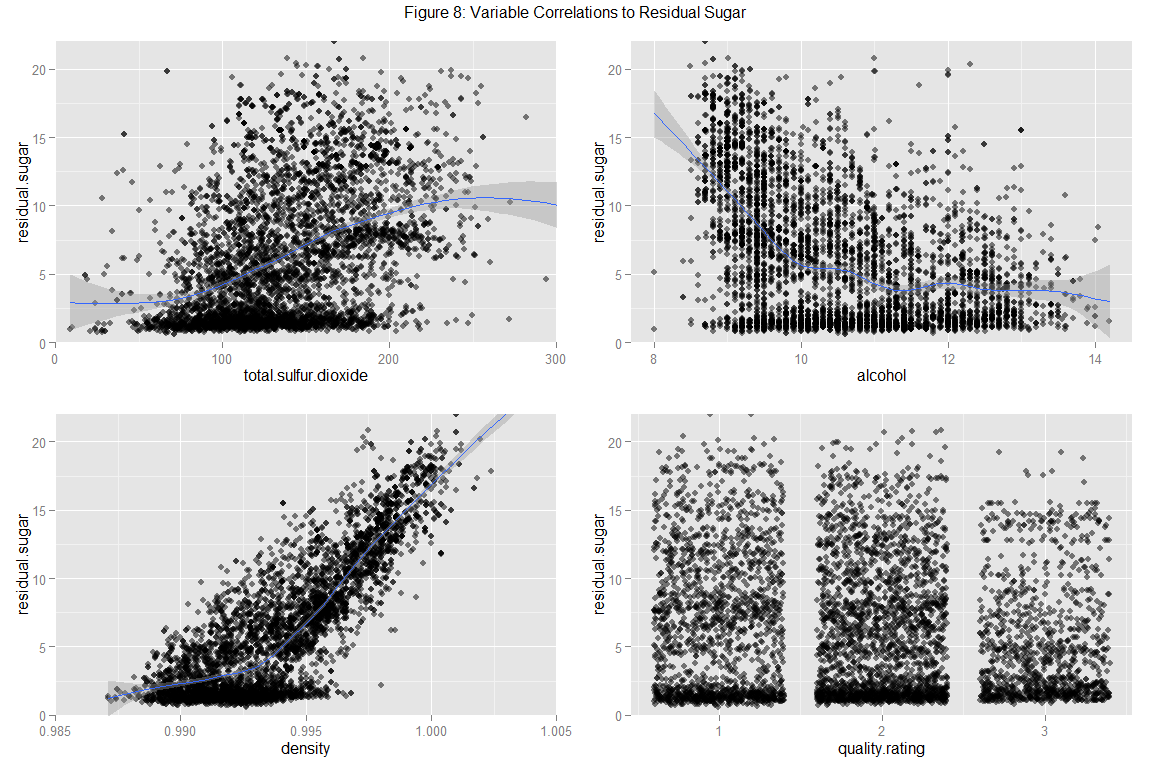 Figure 8: Variable Correlations to Residual Sugar
residual.sugar
20
15
10
5
0
0 100 200 300
total.sulfur.dioxide
residual.sugar
20
15
10
5
0
8 10 12 14
alcohol
residual.sugar
20
15
10
5
0
0.985 0.990 0.995 1.000 1.005
density
residual.sugar
20
15
10
5
0
1 2 3
quality.rating